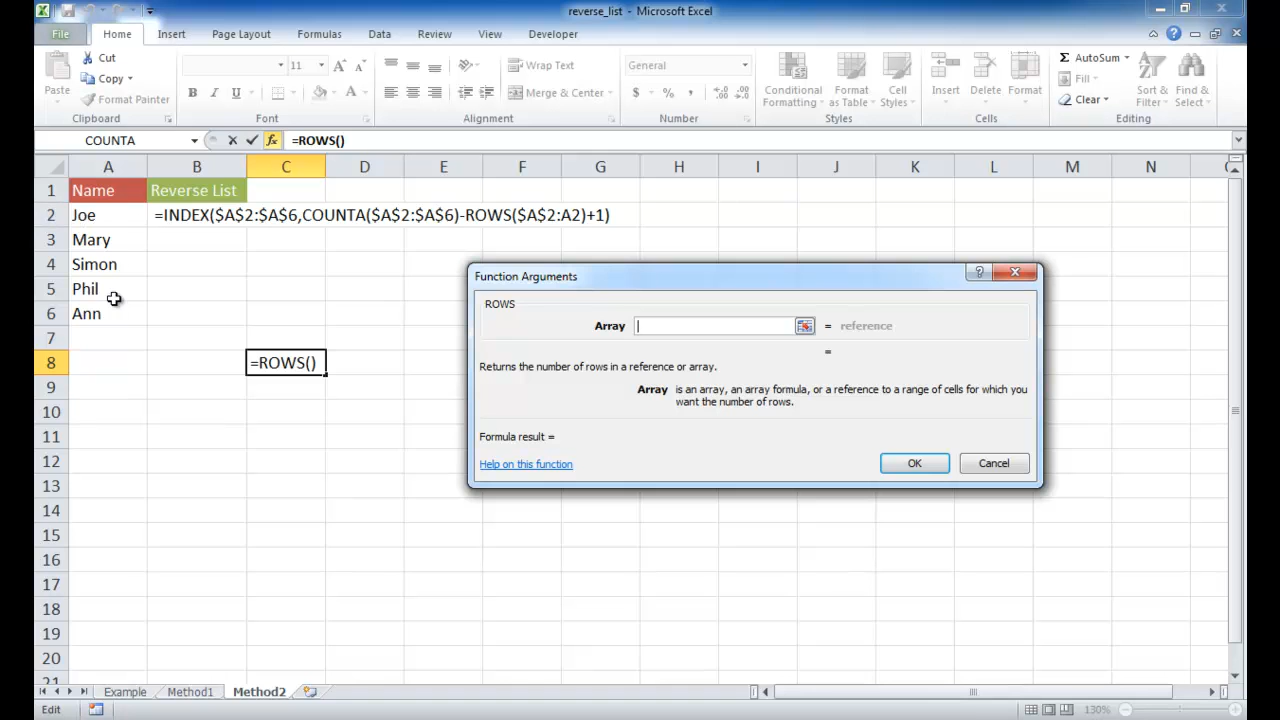 reverse_list - Microsoft Excel
File Home Insert Page Layout Formulas Data Review View Developer
Paste
Cut
Copy
Format Painter
Clipboard
11
B I U
Font
Wrap Text
Merge & Center
Alignment
General
$ % ,
Number
Conditional Formatting
Format as Table
Cell Styles
Styles
Insert Delete Format
Cells
Σ AutoSum
Fill
Clear
Sort & Filter
Find & Select
Editing
COUNTA fx =ROWS()
A B C D E F G H I J K L M N
1 Name Reverse List
2 Joe =INDEX($A$2:$A$6,COUNTA($A$2:$A$6)-ROWS($A$2:A2)+1)
3 Mary
4 Simon
5 Phil
6 Ann
7
8 =ROWS()
9
10
11
12
13
14
15
16
17
18
19
20
21
Function Arguments
ROWS
Array = reference
=
Returns the number of rows in a reference or array.
Array is an array, an array formula, or a reference to a range of cells for which you
want the number of rows.
Formula result =
Help on this function
OK Cancel
Example Method1 Method2
Edit
130%